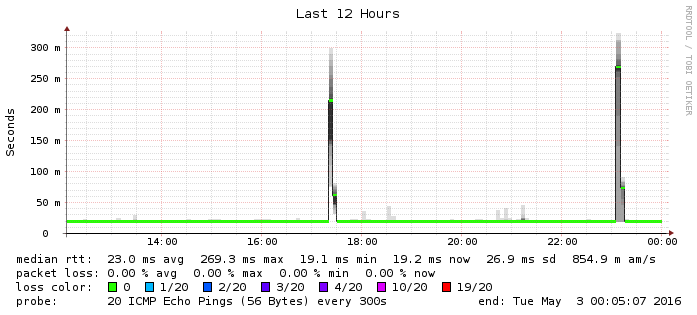 Last 12 Hours
RRDTOOL / TOBI OETIKER
Seconds
300 m
250 m
200 m
150 m
100 m
50 m
0
14:00 16:00 18:00 20:00 22:00 00:00
median rtt: 23.0 ms avg 269.3 ms max 19.1 ms min 19.2 ms now 26.9 ms sd 854.9 m am/s
packet loss: 0.00 % avg 0.00 % max 0.00 % min 0.00 % now
loss color: 0 1/20 2/20 3/20 4/20 10/20 19/20
probe: 20 ICMP Echo Pings (56 Bytes) every 300s end: Tue May 3 00:05:07 2016